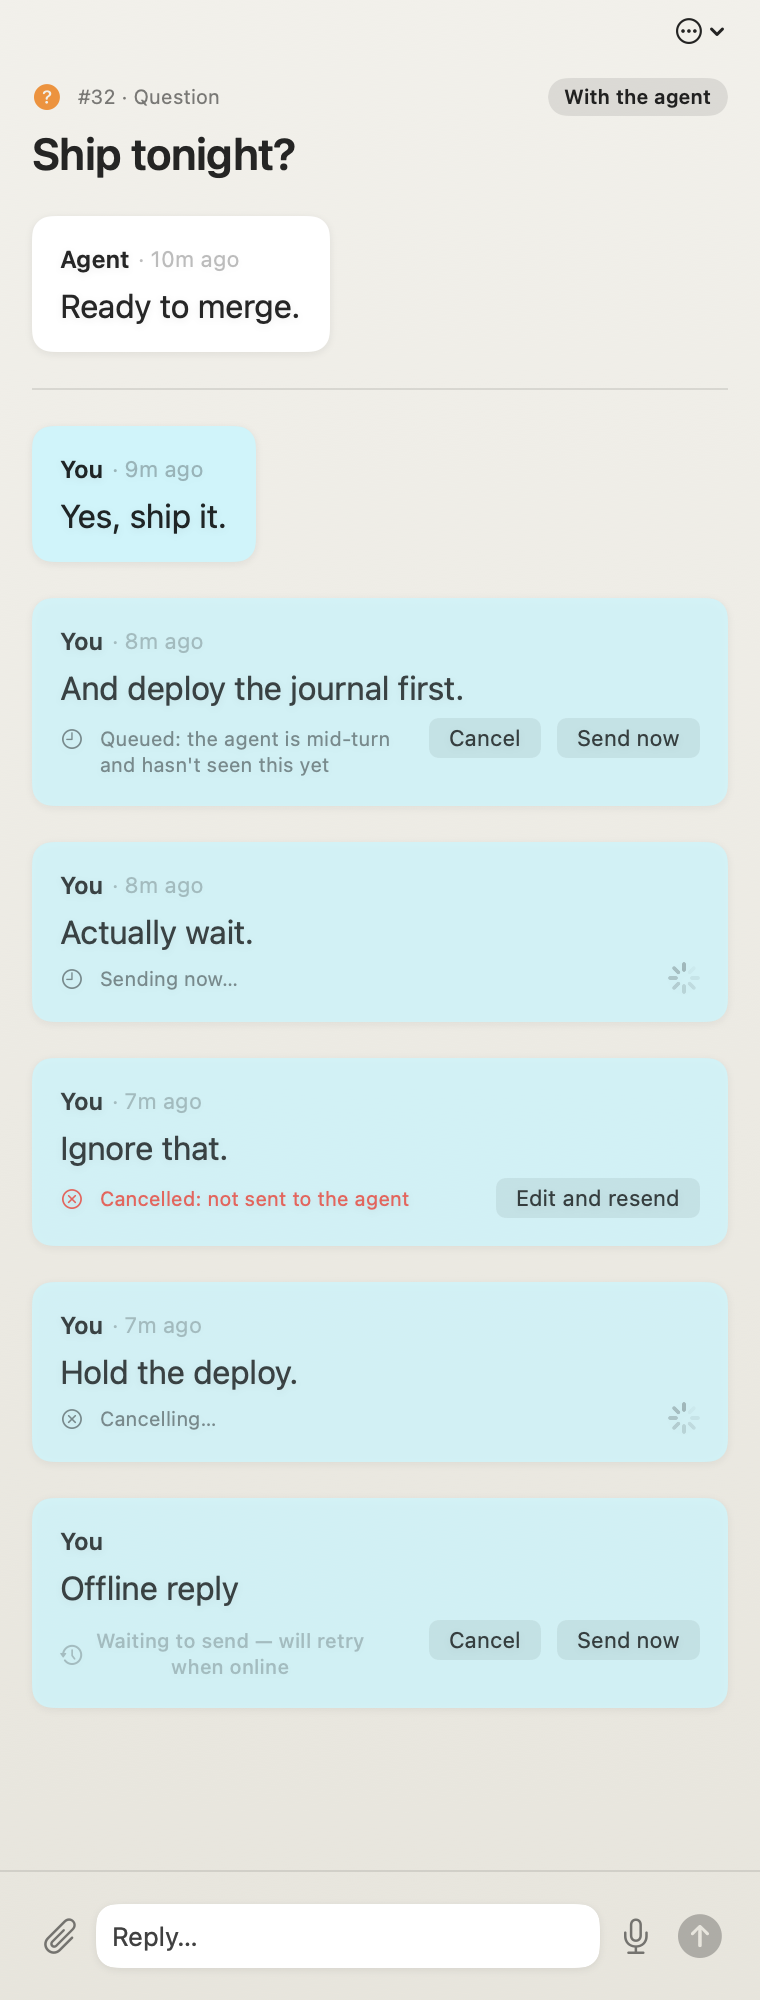 #32 · Question
With the agent
Ship tonight?
Agent · 10m ago
Ready to merge.
You · 9m ago
Yes, ship it.
You · 8m ago
And deploy the journal first.
Queued: the agent is mid-turn
and hasn't seen this yet
Cancel
Send now
You · 8m ago
Actually wait.
Sending now...
You · 7m ago
Ignore that.
Cancelled: not sent to the agent
Edit and resend
You · 7m ago
Hold the deploy.
Cancelling...
You
Offline reply
Waiting to send — will retry
when online
Cancel
Send now
Reply...